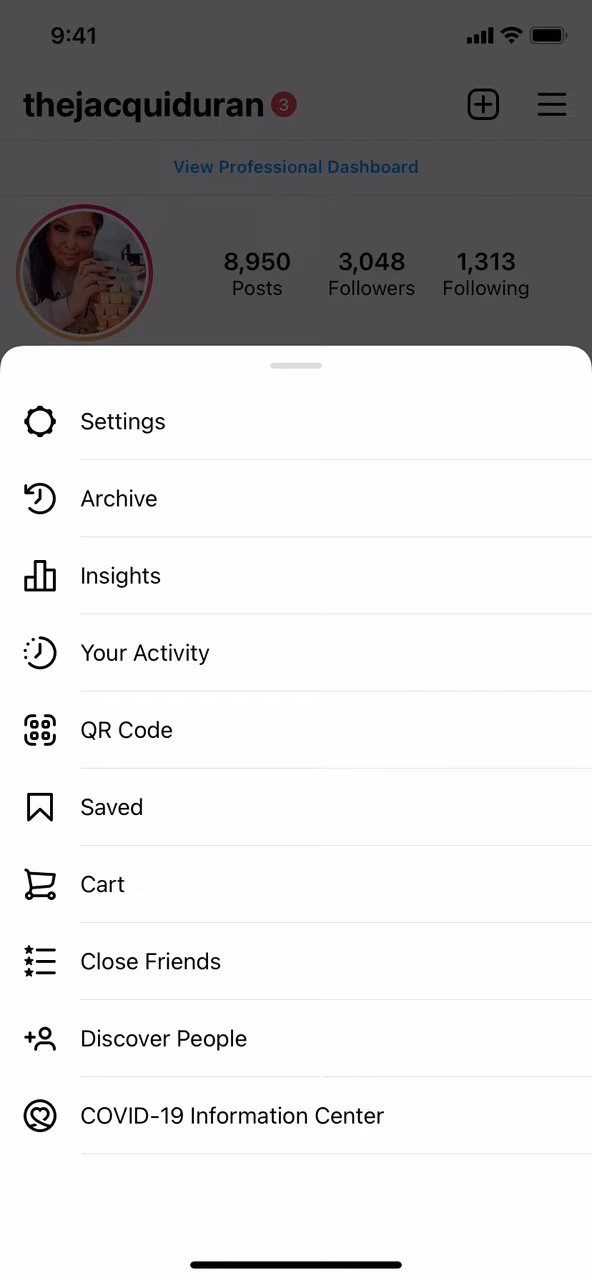 9:41
thejacquiduran 3
View Professional Dashboard
8,950 3,048 1,313
Posts Followers Following
Settings
Archive
Insights
Your Activity
QR Code
Saved
Cart
Close Friends
Discover People
COVID-19 Information Center